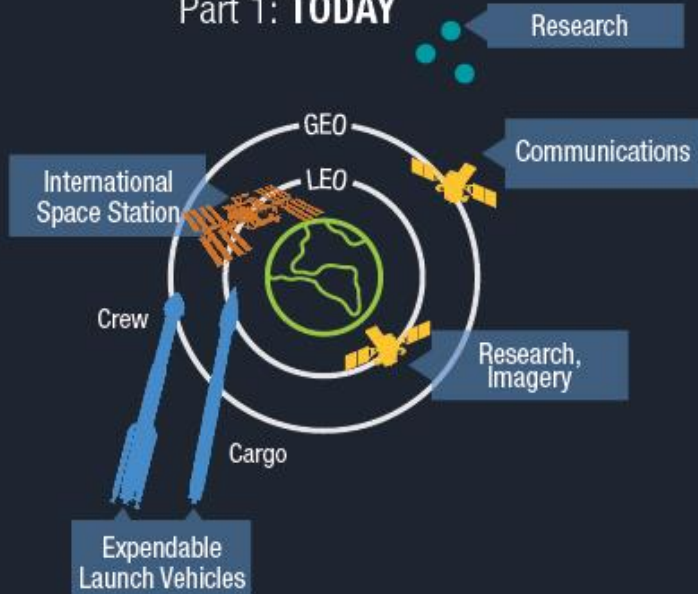 Part 1: TODAY
Research
GEO
Communications
LEO
International
Space Station
Crew
Research,
Imagery
Cargo
Expendable
Launch Vehicles